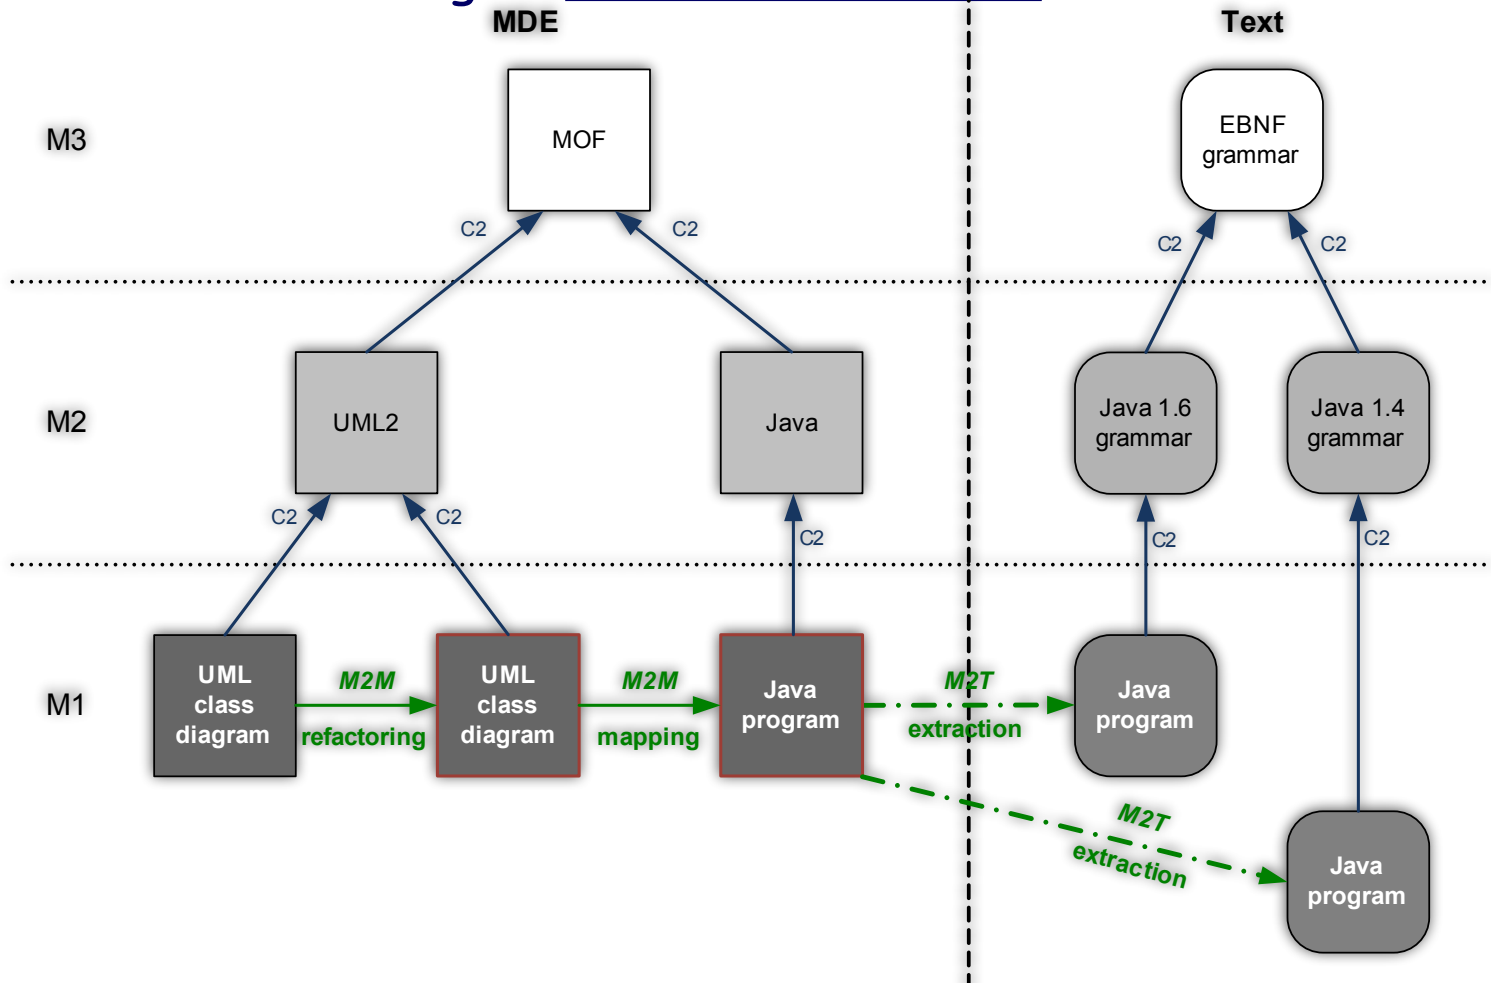 MDE
Text
M3
MOF
EBNF
grammar
C2
C2
C2
C2
M2
UML2
Java
Java 1.6
grammar
Java 1.4
grammar
C2
C2
C2
C2
C2
M1
UML
class
diagram
M2M
refactoring
UML
class
diagram
M2M
mapping
Java
program
M2T
extraction
Java
program
M2T
extraction
Java
program